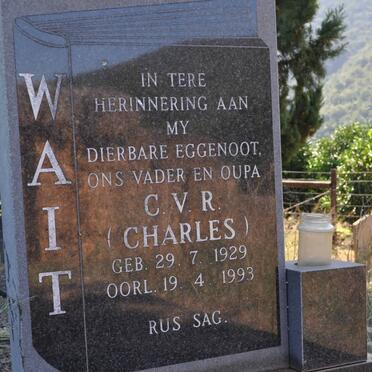 WAIT
IN TERE
HERINNERING AAN
MY
DIERBARE EGGENOOT,
ONS VADER EN OUPA
C.V.R.
(CHARLES)
GEB. 29.7.1929
OORL. 19.4.1993
RUS SAG.